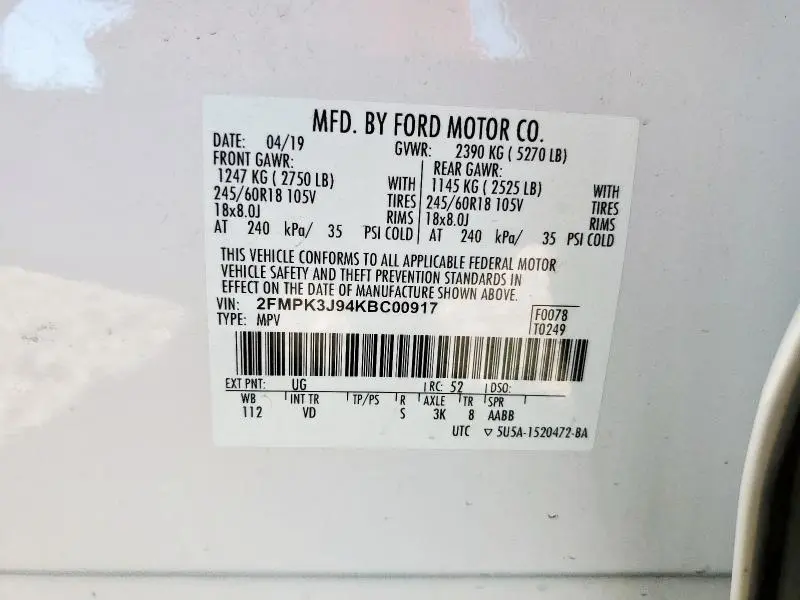 MFD. BY FORD MOTOR CO.
DATE: 04/19 GVWR: 2390 KG ( 5270 LB)
FRONT GAWR: REAR GAWR:
1247 KG ( 2750 LB) WITH 1145 KG ( 2525 LB) WITH
245/60R18 105V TIRES 245/60R18 105V TIRES
18x8.0J RIMS 18x8.0J RIMS
AT 240 kPa/ 35 PSI COLD AT 240 kPa/ 35 PSI COLD
THIS VEHICLE CONFORMS TO ALL APPLICABLE FEDERAL MOTOR
VEHICLE SAFETY AND THEFT PREVENTION STANDARDS IN
EFFECT ON THE DATE OF MANUFACTURE SHOWN ABOVE.
VIN: 2FMPK3J94KBC00917 F0078
TYPE: MPV T0249
EXT PNT: UG RC: 52 DSO:
WB INT TR TP/PS R AXLE TR SPR
112 VD S 3K 8 AABB
UTC ▽ 5U5A-1520472-BA